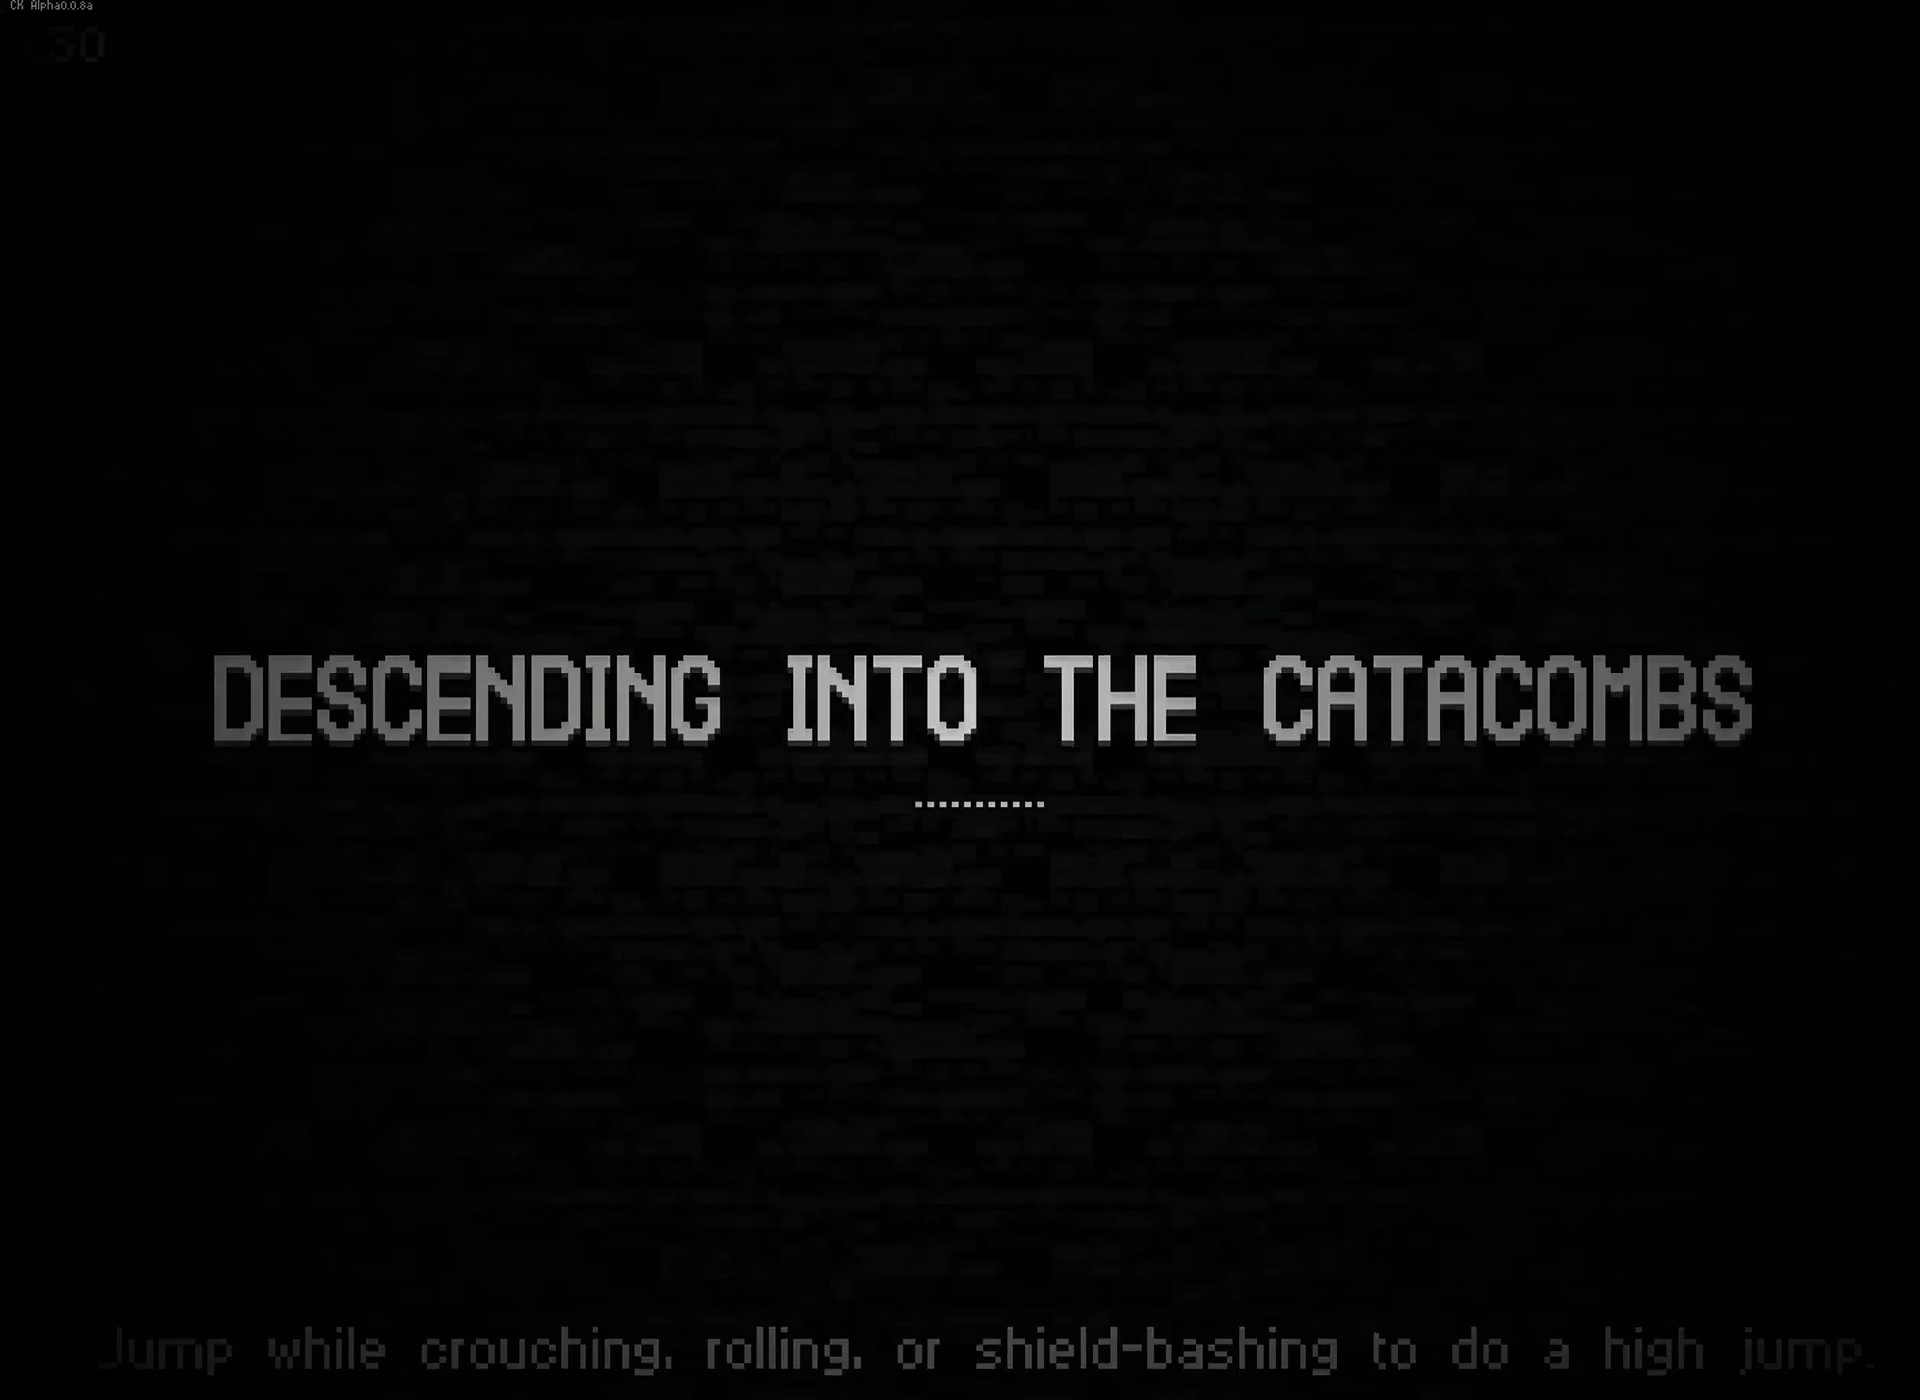 CK Alpha0.0.8a
DESCENDING INTO THE CATACOMBS
...........
Jump while crouching, rolling, or shield-bashing to do a high jump.